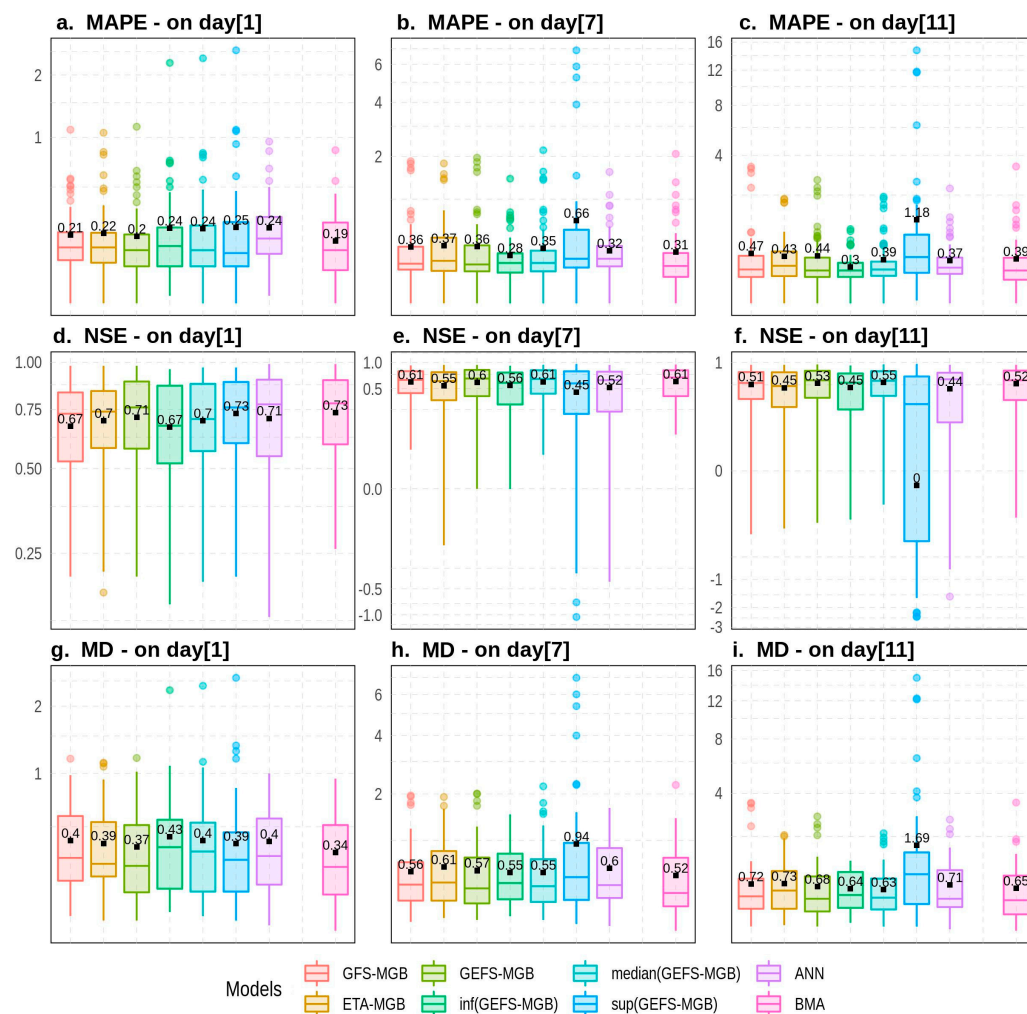 a. MAPE - on day[1]
b. MAPE - on day[7]
c. MAPE - on day[11]
2
1
0.21 0.22 0.2 0.24 0.24 0.25 0.24 0.19
6
4
2
0.36 0.37 0.36 0.28 0.35 0.66 0.32 0.31
16
12
8
4
0.47 0.43 0.44 0.3 0.39 1.18 0.37 0.39
d. NSE - on day[1]
e. NSE - on day[7]
f. NSE - on day[11]
1.00
0.75
0.50
0.25
0.67 0.7 0.71 0.67 0.7 0.73 0.71 0.73
1.0
0.5
0.0
-0.5
-1.0
0.61 0.55 0.6 0.56 0.61 0.45 0.52 0.61
1
0
-1
-2
-3
0.51 0.45 0.53 0.45 0.55 0 0.44 0.52
g. MD - on day[1]
h. MD - on day[7]
i. MD - on day[11]
2
1
0.4 0.39 0.37 0.43 0.4 0.39 0.4 0.34
6
4
2
0.56 0.61 0.57 0.55 0.55 0.94 0.6 0.52
16
12
8
4
0.72 0.73 0.68 0.64 0.63 1.69 0.71 0.65
Models
GFS-MGB GEFS-MGB median(GEFS-MGB) ANN
ETA-MGB inf(GEFS-MGB) sup(GEFS-MGB) BMA